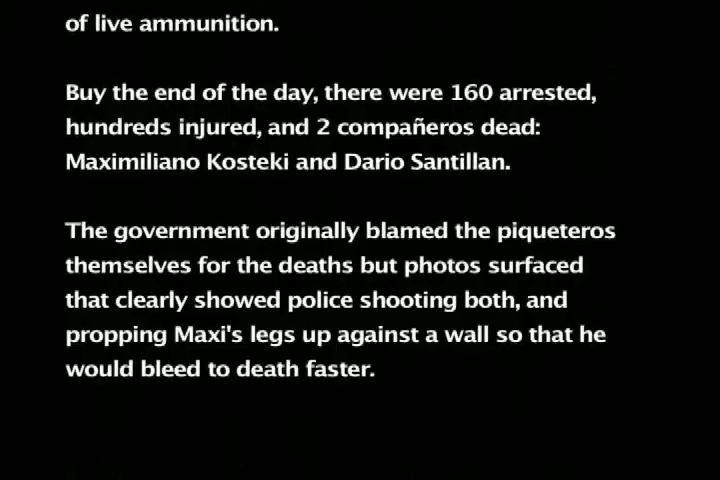 of live ammunition.
Buy the end of the day, there were 160 arrested,
hundreds injured, and 2 compañeros dead:
Maximiliano Kosteki and Dario Santillan.
The government originally blamed the piqueteros
themselves for the deaths but photos surfaced
that clearly showed police shooting both, and
propping Maxi's legs up against a wall so that he
would bleed to death faster.